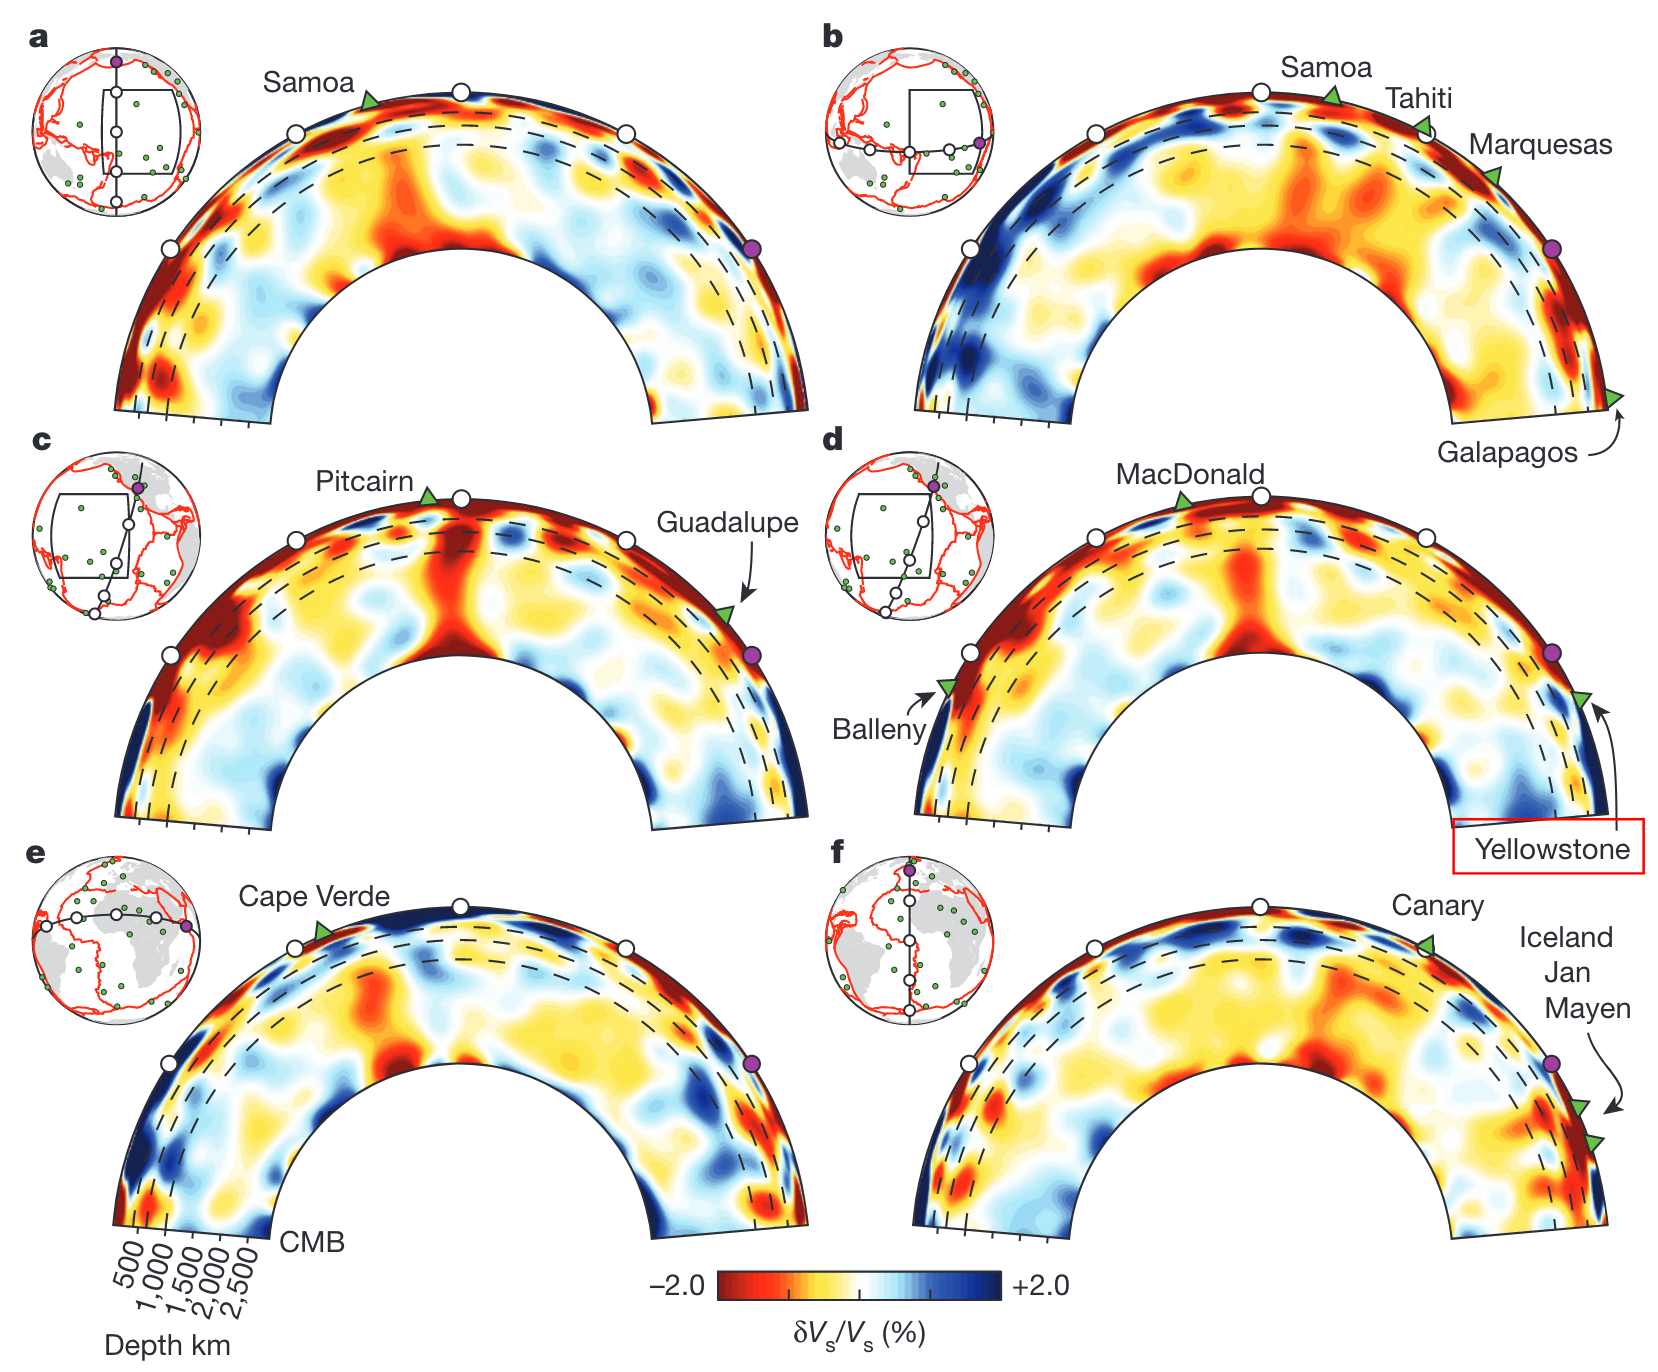 a
Samoa
b
Samoa
Tahiti
Marquesas
Galapagos
c
Pitcairn
Guadalupe
d
MacDonald
Balleny
Yellowstone
e
Cape Verde
CMB
500
1,000
1,500
2,000
2,500
Depth km
f
Canary
Iceland
Jan
Mayen
−2.0
+2.0
δVs/Vs (%)